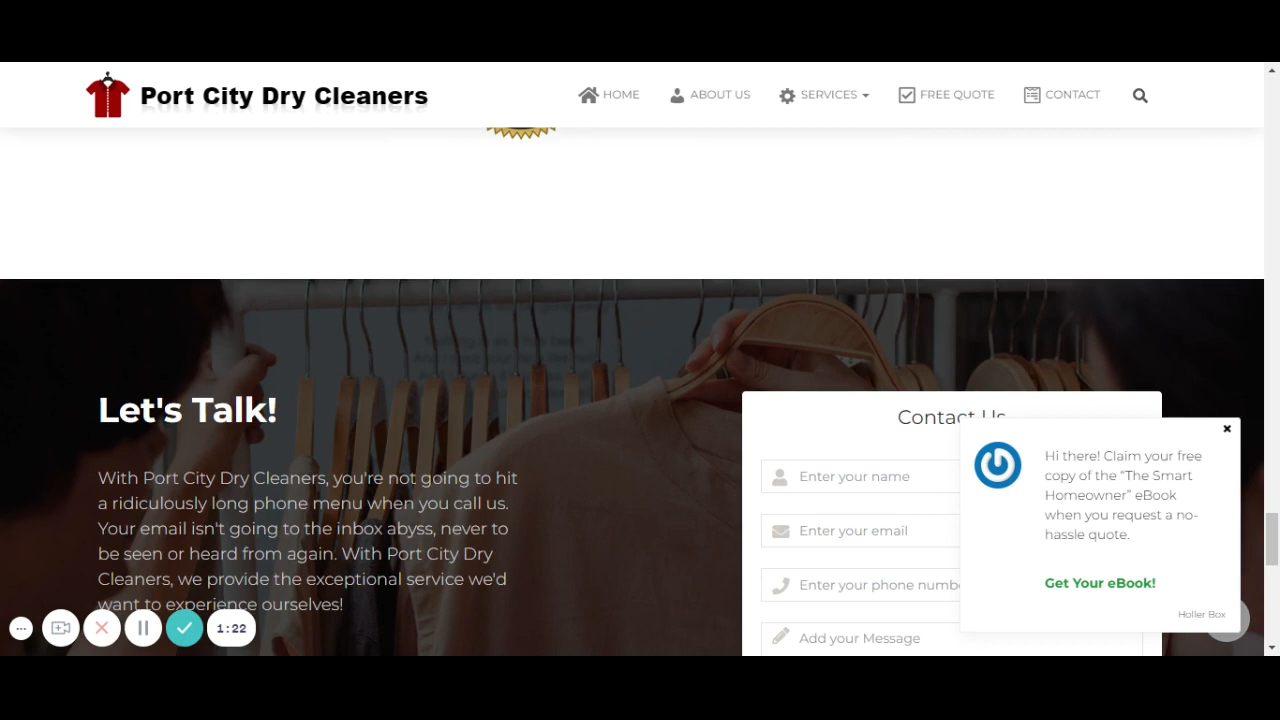 Port City Dry Cleaners
HOME
ABOUT US
SERVICES
FREE QUOTE
CONTACT
Let's Talk!
With Port City Dry Cleaners, you're not going to hit
a ridiculously long phone menu when you call us.
Your email isn't going to the inbox abyss, never to
be seen or heard from again. With Port City Dry
Cleaners, we provide the exceptional service we'd
want to experience ourselves!
1:22
Contact Us
Enter your name
Enter your email
Enter your phone numbe
Add your Message
Hi there! Claim your free
copy of the “The Smart
Homeowner” eBook
when you request a no-
hassle quote.
Get Your eBook!
Holler Box